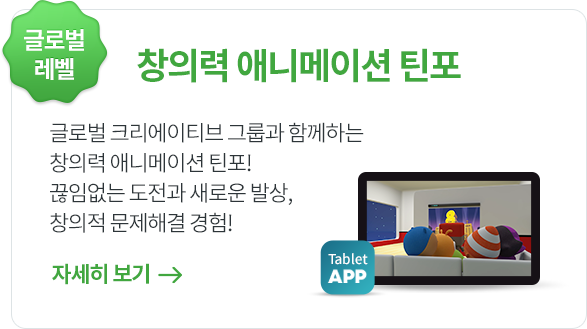 글로벌
레벨
창의력 애니메이션 틴포
글로벌 크리에이티브 그룹과 함께하는
창의력 애니메이션 틴포!
끊임없는 도전과 새로운 발상,
창의적 문제해결 경험!
자세히 보기 →
Tablet
APP